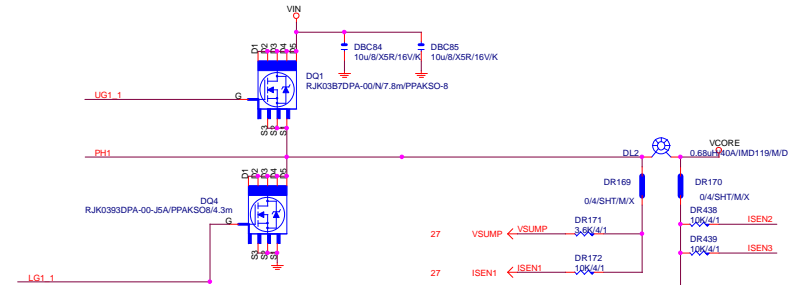 VIN
D1
D2
D3
D4
D5
DBC84
10u/8/X5R/16V/K
DBC85
10u/8/X5R/16V/K
DQ1
RJK03B7DPA-00/N/7.8m/PPAKSO-8
UG1_1
G
S3
S2
S1
PH1
D1
D2
D3
D4
D5
DL2
VCORE
0.68uH/40A/IMD119/M/D
DQ4
RJK0393DPA-00-J5A/PPAKSO8/4.3m
G
S3
S2
S1
DR169
0/4/SHT/M/X
DR170
0/4/SHT/M/X
DR438
10K/4/1
ISEN2
DR439
10K/4/1
ISEN3
27 VSUMP VSUMP
DR171
3.6K/4/1
27 ISEN1 ISEN1
DR172
10K/4/1
LG1_1